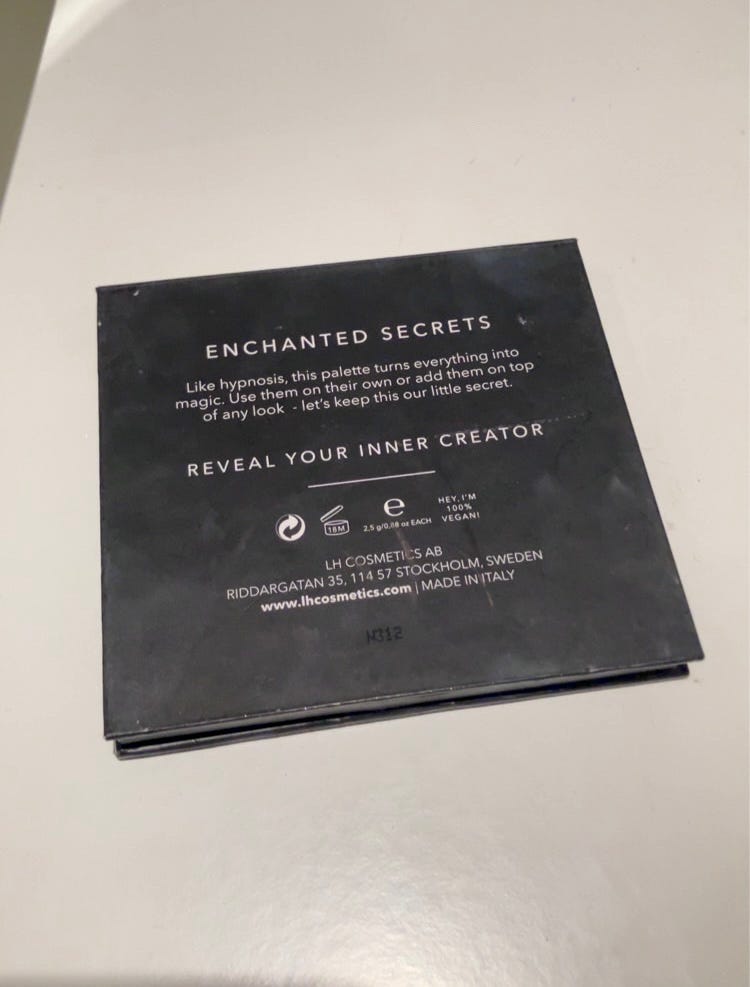 ENCHANTED SECRETS
Like hypnosis, this palette turns everything into
magic. Use them on their own or add them on top
of any look - let's keep this our little secret.
REVEAL YOUR INNER CREATOR
18M
e
2.5 g/0.08 oz EACH
HEY, I'M
100%
VEGAN!
LH COSMETICS AB
RIDDARGATAN 35, 114 57 STOCKHOLM, SWEDEN
www.lhcosmetics.com | MADE IN ITALY
N312